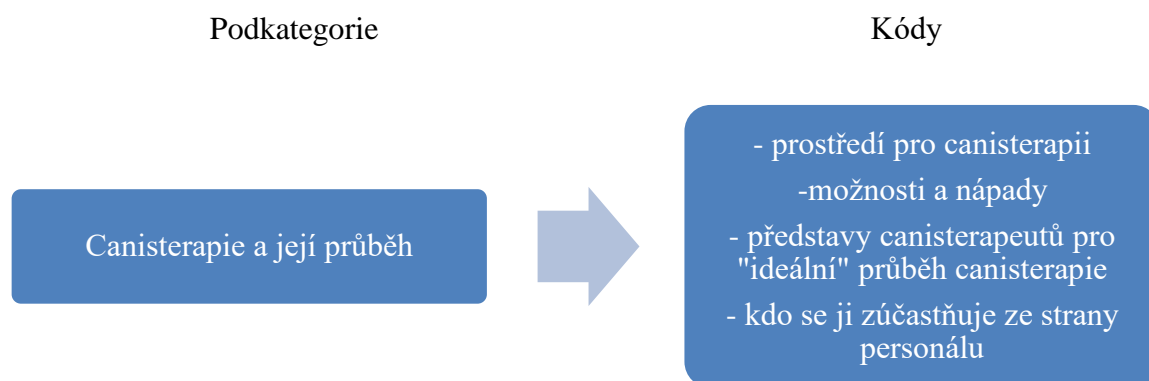 Podkategorie
Kódy
Canisterapie a její průběh
- prostředí pro canisterapii
-možnosti a nápady
- představy canisterapeutů pro
"ideální" průběh canisterapie
- kdo se ji zúčastňuje ze strany
personálu